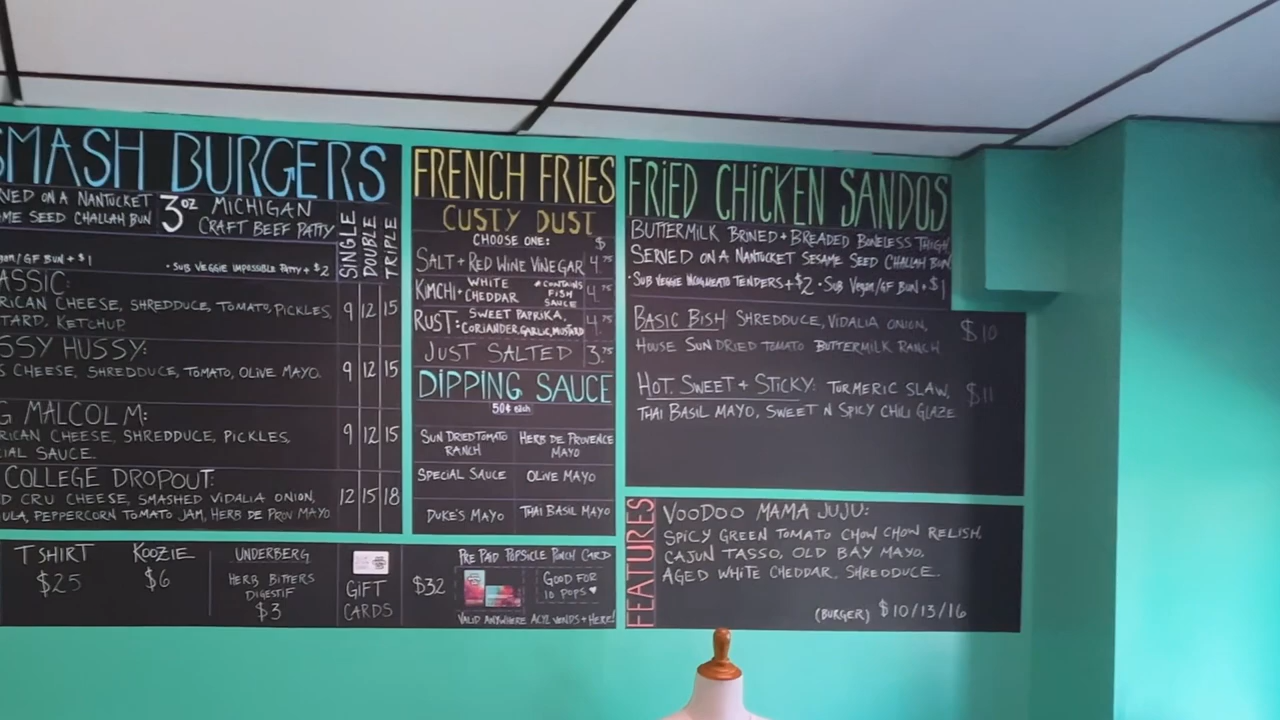 SMASH BURGERS
VED ON A NANTUCKET
ME SEED CHALLAH BUN
3oz MICHIGAN
CRAFT BEEF PATTY
an/GF BUN + $1
• SUB VEGGIE IMPOSSIBLE PATTY + $2
SINGLE
DOUBLE
TRIPLE
ASSIC:
RICAN CHEESE, SHREDDUCE, TOMATO, PICKLES, 9 12 15
TARD, KETCHUP
SSY HUSSY:
S CHEESE, SHREDDUCE, TOMATO, OLIVE MAYO. 9 12 15
G MALCOLM:
RICAN CHEESE, SHREDDUCE, PICKLES, 9 12 15
IAL SAUCE.
COLLEGE DROPOUT:
D CRU CHEESE, SMASHED VIDALIA ONION, 12 15 18
ULA, PEPPERCORN TOMATO JAM, HERB DE PROV MAYO
T SHIRT
$25
KOOZIE
$6
UNDERBERG
HERB BITTERS
DIGESTIF
$3
GIFT
CARDS
FRENCH FRIES
CUSTY DUST
CHOOSE ONE: $
SALT + RED WINE VINEGAR 4.75
KIMCHI + WHITE CHEDDAR * CONTAINS FISH SAUCE 4.75
RUST: SWEET PAPRIKA, 4.75
CORIANDER, GARLIC, MUSTARD
JUST SALTED 3.75
DIPPING SAUCE
50¢ each
SUN DRIED TOMATO
RANCH
HERB DE PROVENCE
MAYO
SPECIAL SAUCE
OLIVE MAYO
DUKE'S MAYO
THAI BASIL MAYO
PRE PAID POPSICLE PUNCH CARD
$32
GOOD FOR
10 POPS ♥
VALID ANYWHERE ACYL VENDS + HERE!
FRIED CHICKEN SANDOS
BUTTERMILK BRINED + BREADED BONELESS THIGH
SERVED ON A NANTUCKET SESAME SEED CHALLAH BUN
• SUB VEGGIE TENDERS + $2 • SUB VEGAN/GF BUN + $1
BASIC BISH: SHREDDUCE, VIDALIA ONION, $10
HOUSE SUN DRIED TOMATO BUTTERMILK RANCH
HOT, SWEET + STICKY: TURMERIC SLAW, $11
THAI BASIL MAYO, SWEET N SPICY CHILI GLAZE
FEATURES
VOODOO MAMA JUJU:
SPICY GREEN TOMATO CHOW CHOW RELISH,
CAJUN TASSO, OLD BAY MAYO,
AGED WHITE CHEDDAR, SHREDDUCE.
(BURGER) $10/13/16